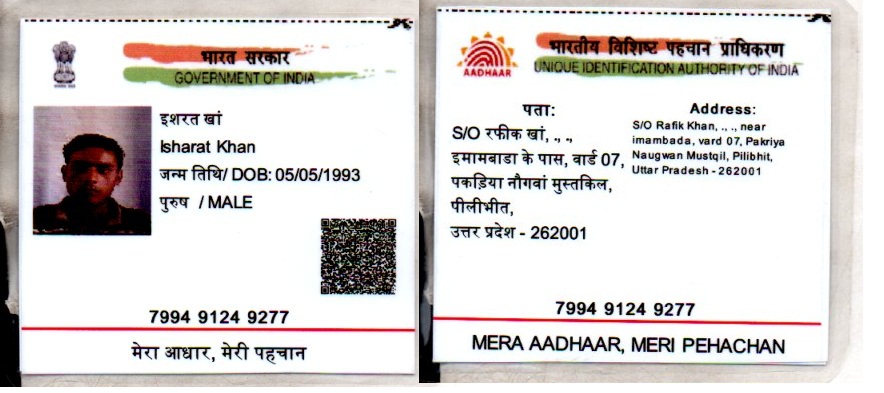 भारत सरकार
GOVERNMENT OF INDIA
इशरत खां
Isharat Khan
जन्म तिथि/ DOB: 05/05/1993
पुरुष / MALE
7994 9124 9277
मेरा आधार, मेरी पहचान
भारतीय विशिष्ट पहचान प्राधिकरण
UNIQUE IDENTIFICATION AUTHORITY OF INDIA
AADHAAR
पता:
S/O रफीक खां, ., .,
इमामबाडा के पास, वार्ड 07,
पकड़िया नौगवां मुस्तकिल,
पीलीभीत,
उत्तर प्रदेश - 262001
Address:
S/O Rafik Khan, ., ., near
imambada, vard 07, Pakriya
Naugwan Mustqil, Pilibhit,
Uttar Pradesh - 262001
7994 9124 9277
MERA AADHAAR, MERI PEHACHAN